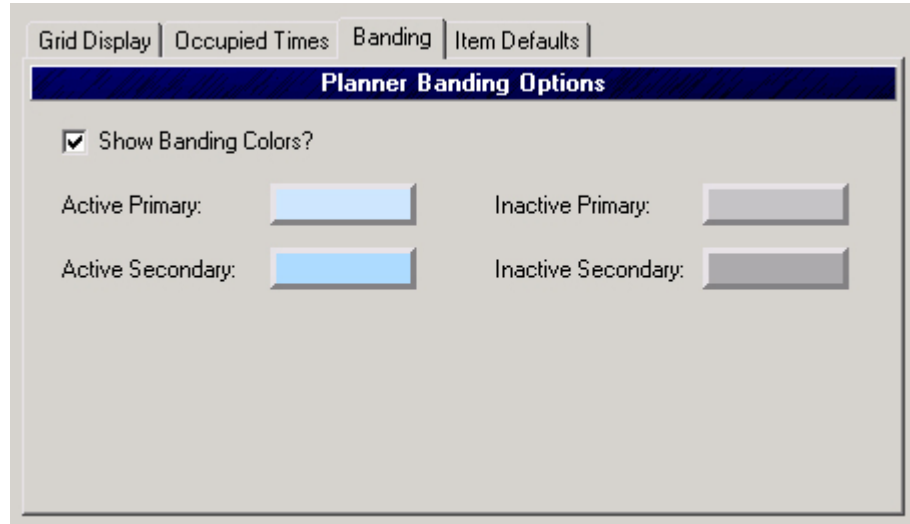 Grid Display Occupied Times Banding Item Defaults
Planner Banding Options
Show Banding Colors?
Active Primary: Inactive Primary:
Active Secondary: Inactive Secondary: